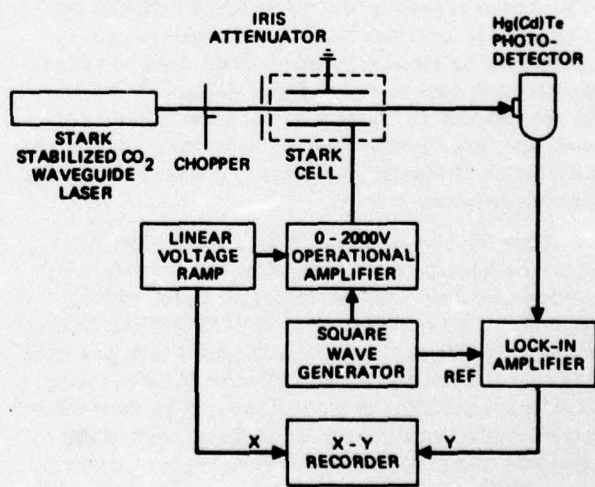 IRIS
ATTENUATOR
Hg(Cd)Te
PHOTO-
DETECTOR
STARK
STABILIZED CO2
WAVEGUIDE
LASER
CHOPPER
STARK
CELL
LINEAR
VOLTAGE
RAMP
0 - 2000V
OPERATIONAL
AMPLIFIER
SQUARE
WAVE
GENERATOR
REF
LOCK-IN
AMPLIFIER
X
X - Y
RECORDER
Y